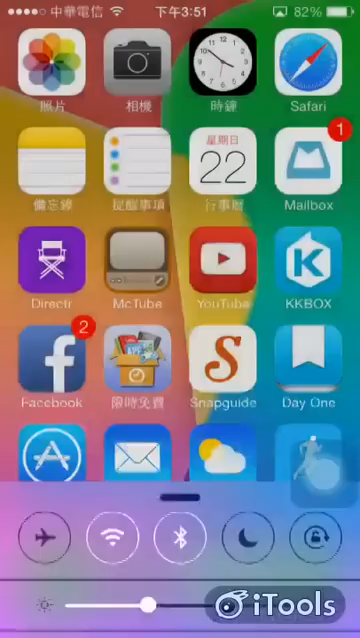 中華電信 下午3:51 82%
照片 相機 時鐘 Safari
星期日
22
1
備忘錄 提醒事項 行事曆 Mailbox
Directr McTube YouTube KKBOX
2
Facebook 限時免費 Snapguide Day One
iTools